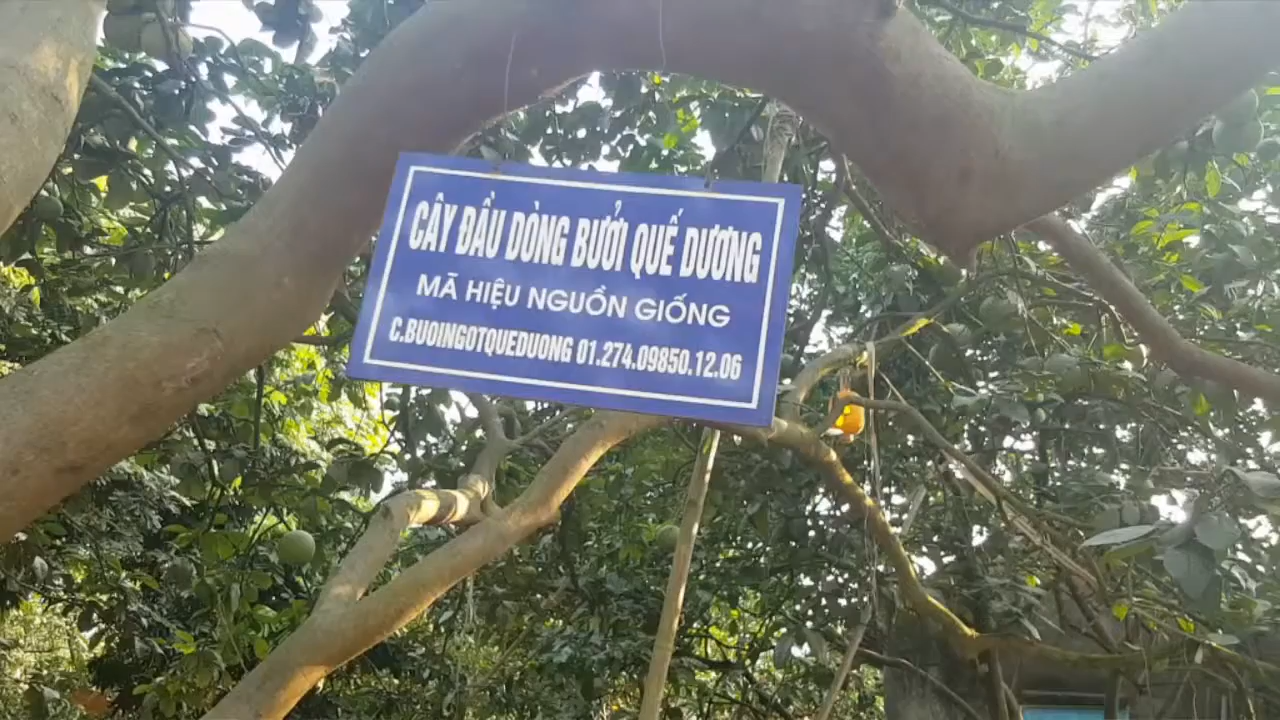 CÂY ĐẦU DÒNG BƯỞI QUẾ DƯƠNG
MÃ HIỆU NGUỒN GIỐNG
C.BUOINGOTQUEDUONG 01.274.09850.12.06